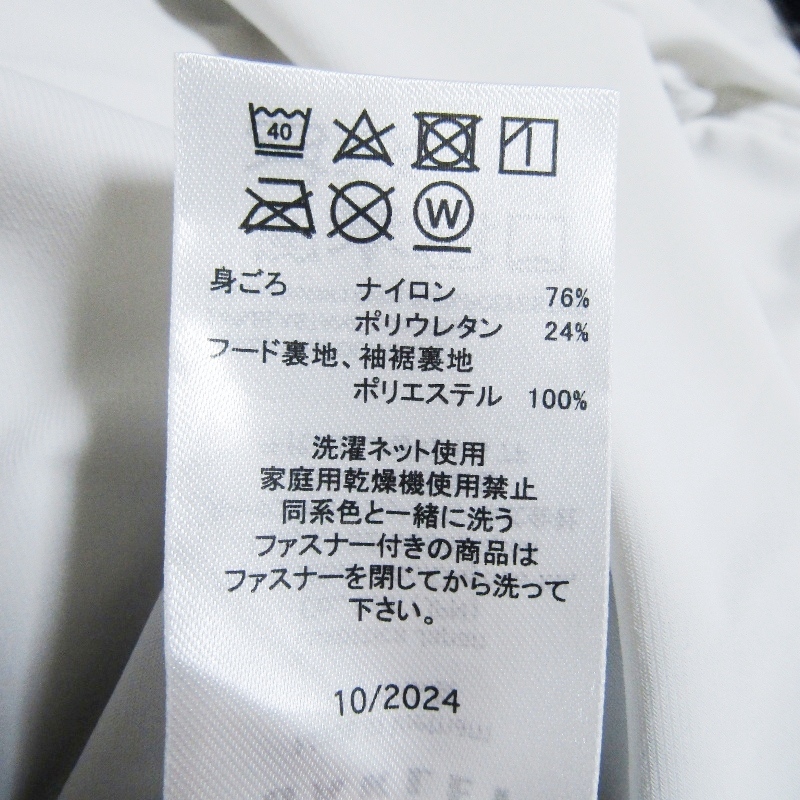 40
W
身ごろ ナイロン 76%
ポリウレタン 24%
フード裏地、袖裾裏地
ポリエステル 100%
洗濯ネット使用
家庭用乾燥機使用禁止
同系色と一緒に洗う
ファスナー付きの商品は
ファスナーを閉じてから洗って
下さい。
10/2024